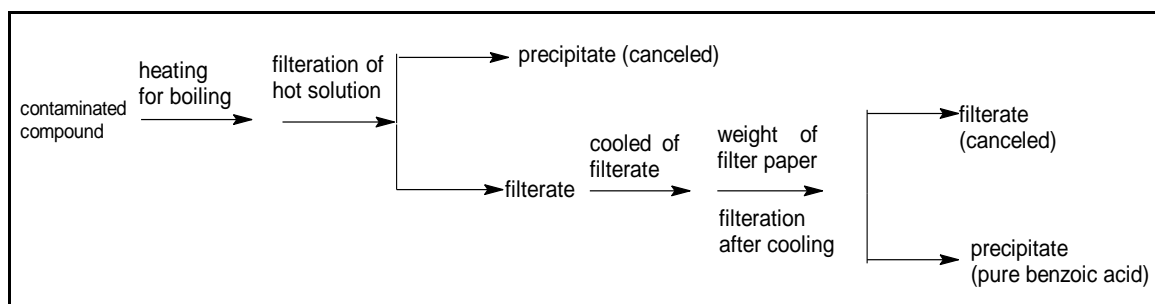 contaminated
compound
heating
for boiling
filteration of
hot solution
precipitate (canceled)
filterate
cooled of
filterate
weight of
filter paper
filteration
after cooling
filterate
(canceled)
precipitate
(pure benzoic acid)